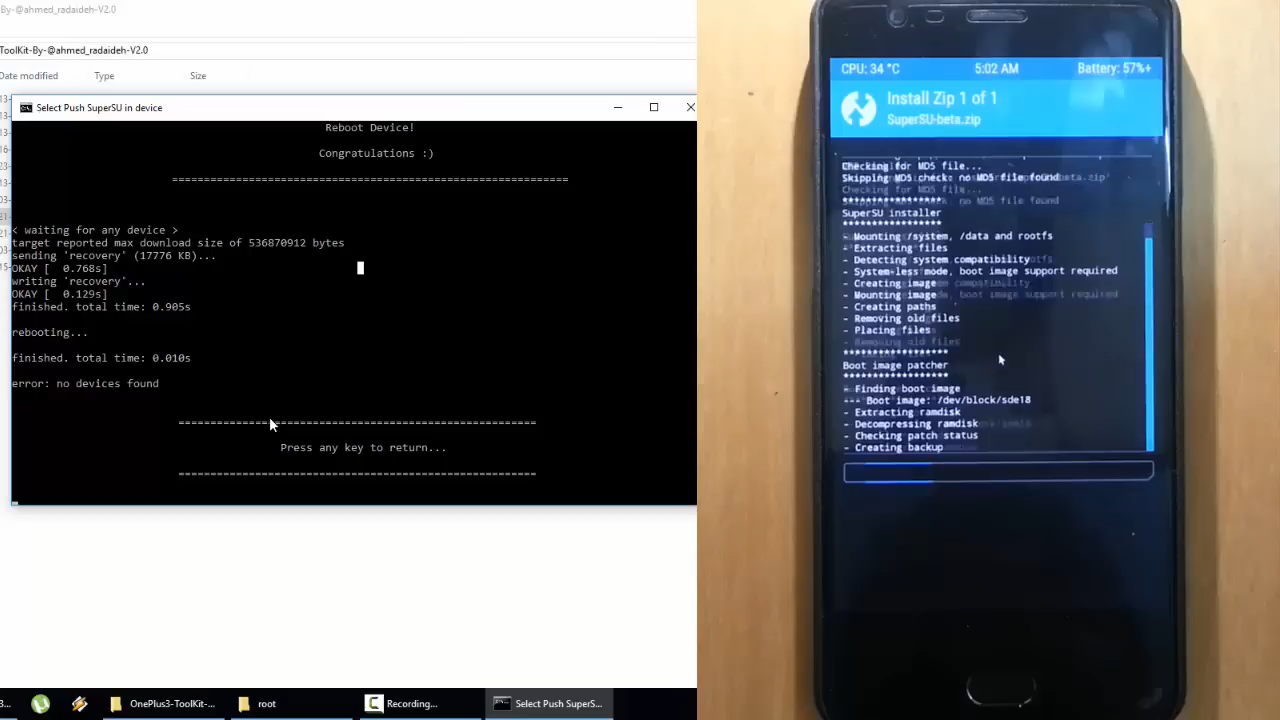 By-@ahmed_radaideh-V2.0
ToolKit-By-@ahmed_radaideh-V2.0
Date modified Type Size
Select Push SuperSU in device
Reboot Device!
Congratulations :)
==============================================================
< waiting for any device >
target reported max download size of 536870912 bytes
sending 'recovery' (17776 KB)...
OKAY [  0.768s]
writing 'recovery'...
OKAY [  0.129s]
finished. total time: 0.905s
rebooting...
finished. total time: 0.010s
error: no devices found
========================================================
Press any key to return...
========================================================
OnePlus3-ToolKit-...
root
Recording...
Select Push SuperS...
CPU: 34 °C 5:02 AM Battery: 57%+
Install Zip 1 of 1
SuperSU-beta.zip
Checking for MD5 file...
Skipping MD5 check: no MD5 file found
******************
SuperSU installer
******************
- Mounting /system, /data and rootfs
- Extracting files
- Detecting system compatibility
- System-less mode, boot image support required
- Creating image
- Mounting image
- Creating paths
- Removing old files
- Placing files
******************
Boot image patcher
******************
- Finding boot image
--- Boot image: /dev/block/sde18
- Extracting ramdisk
- Decompressing ramdisk
- Checking patch status
- Creating backup